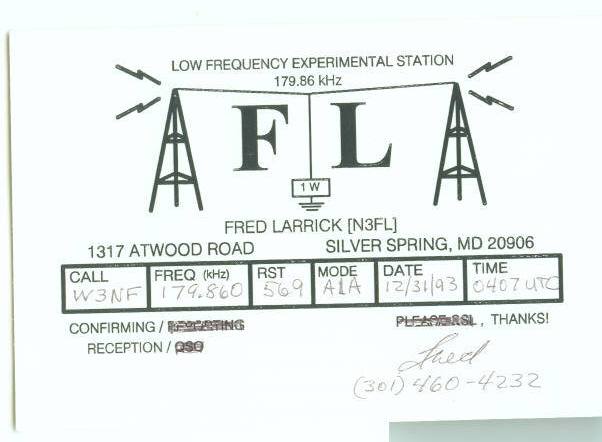 LOW FREQUENCY EXPERIMENTAL STATION
179.86 kHz
F L
1 W
FRED LARRICK [N3FL]
1317 ATWOOD ROAD SILVER SPRING, MD 20906
CALL FREQ (kHz) RST MODE DATE TIME
W3NF 179.860 569 A1A 12/31/93 0407 UTC
CONFIRMING / REPORTING PLEASE QSL, THANKS!
RECEPTION / QSO
Fred
(301) 460-4232